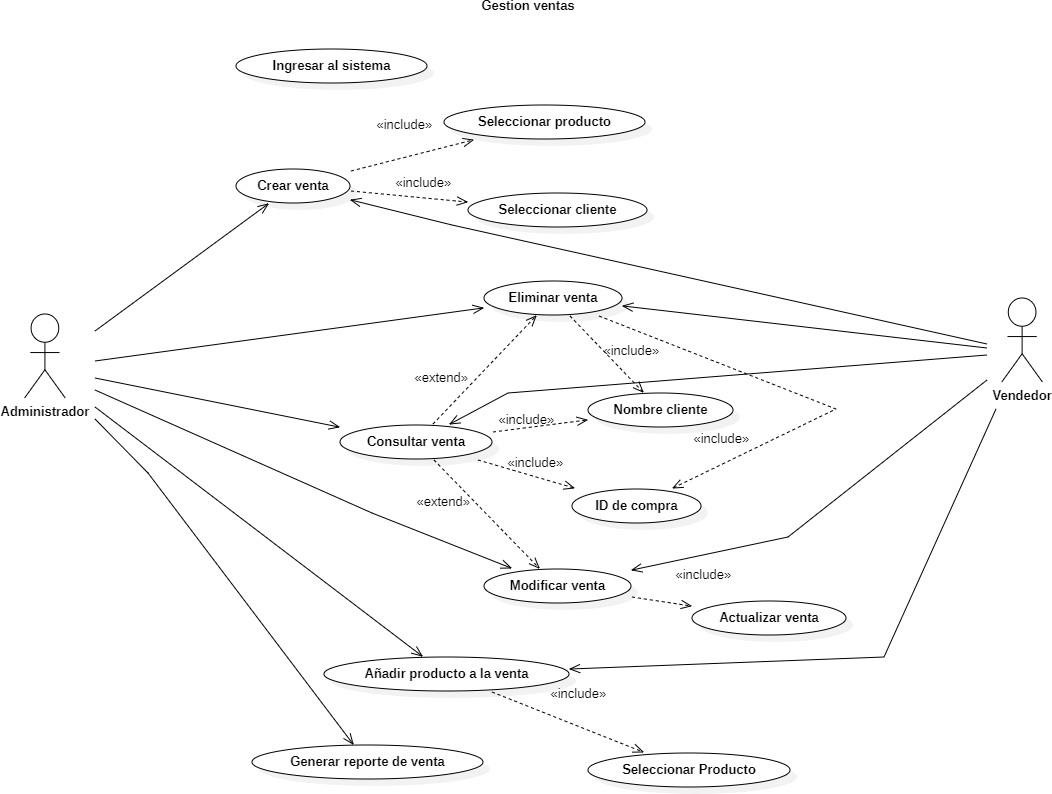 Gestion ventas
Ingresar al sistema
«include»
Seleccionar producto
Crear venta
«include»
Seleccionar cliente
Eliminar venta
«include»
«extend»
Administrador
Vendedor
Nombre cliente
«include»
Consultar venta
«include»
«include»
«extend»
ID de compra
Modificar venta
«include»
Actualizar venta
Añadir producto a la venta
«include»
Generar reporte de venta
Seleccionar Producto